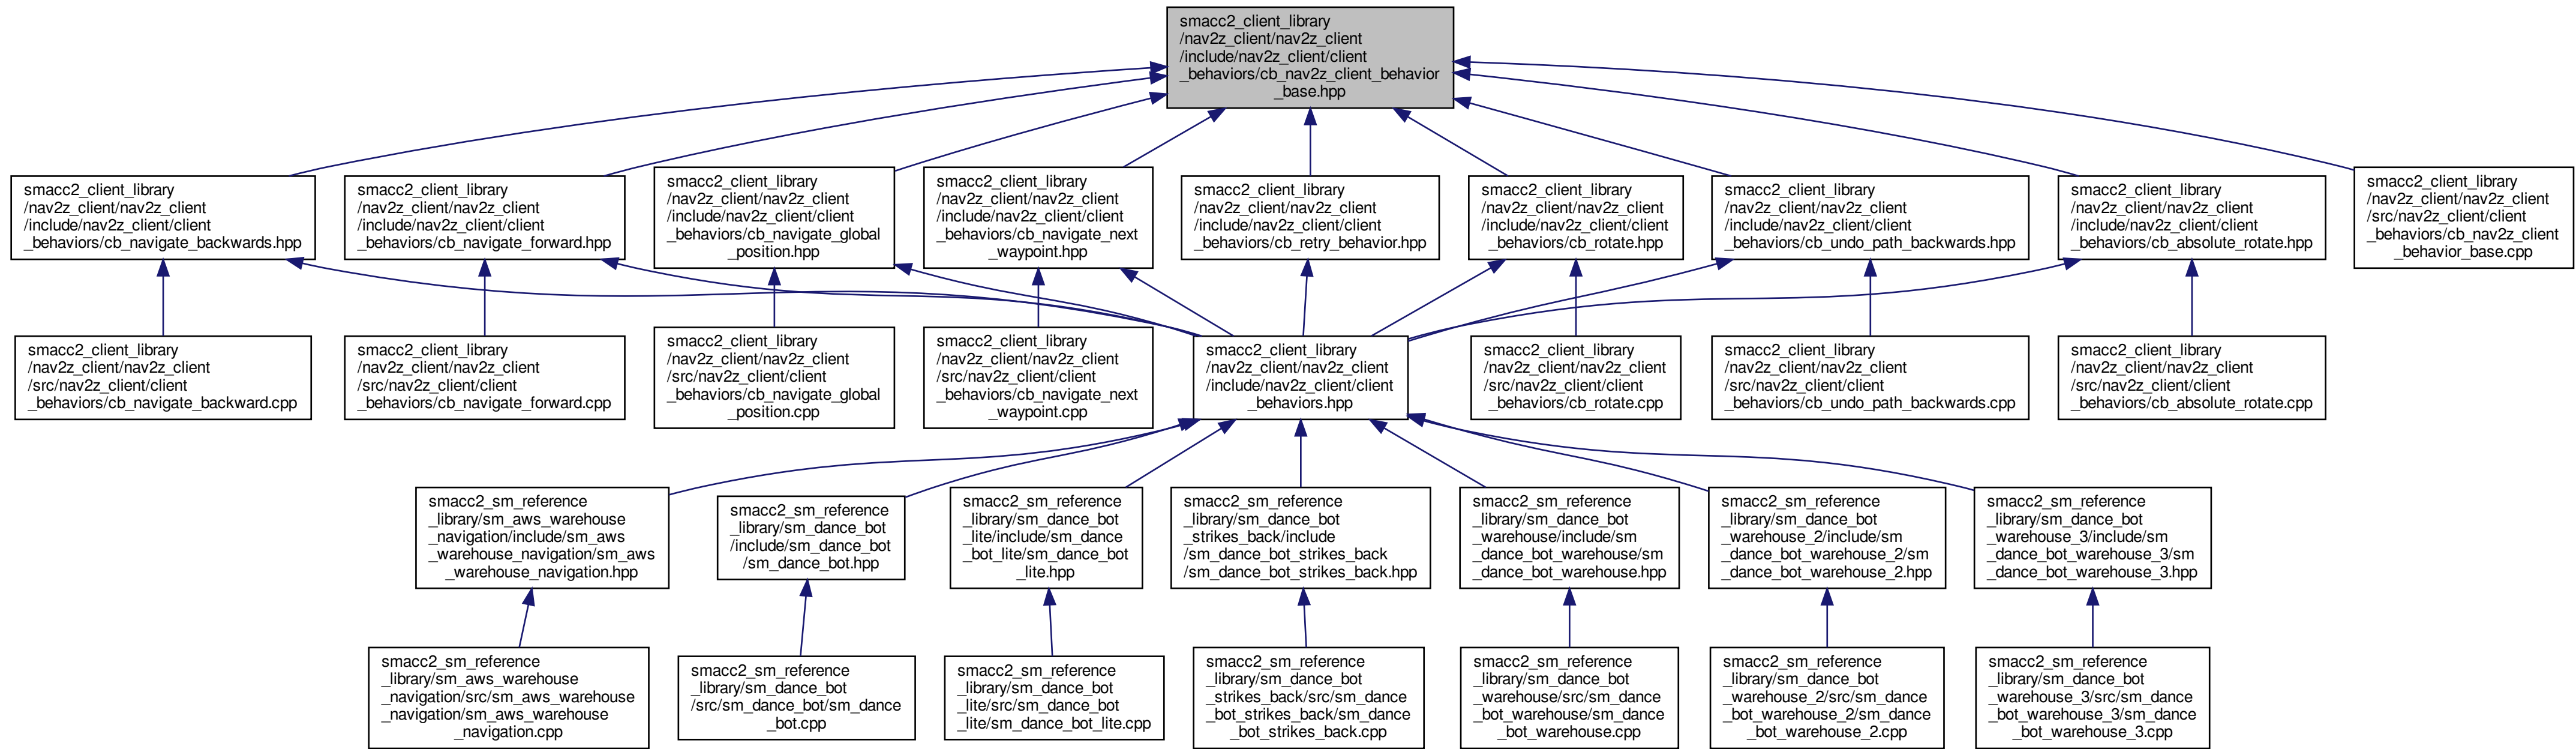 smacc2_client_library
/nav2z_client/nav2z_client
/include/nav2z_client/client
_behaviors/cb_nav2z_client_behavior
_base.hpp
smacc2_client_library
/nav2z_client/nav2z_client
/include/nav2z_client/client
_behaviors/cb_navigate_backwards.hpp
smacc2_client_library
/nav2z_client/nav2z_client
/include/nav2z_client/client
_behaviors/cb_navigate_forward.hpp
smacc2_client_library
/nav2z_client/nav2z_client
/include/nav2z_client/client
_behaviors/cb_navigate_global
_position.hpp
smacc2_client_library
/nav2z_client/nav2z_client
/include/nav2z_client/client
_behaviors/cb_navigate_next
_waypoint.hpp
smacc2_client_library
/nav2z_client/nav2z_client
/include/nav2z_client/client
_behaviors/cb_retry_behavior.hpp
smacc2_client_library
/nav2z_client/nav2z_client
/include/nav2z_client/client
_behaviors/cb_rotate.hpp
smacc2_client_library
/nav2z_client/nav2z_client
/include/nav2z_client/client
_behaviors/cb_undo_path_backwards.hpp
smacc2_client_library
/nav2z_client/nav2z_client
/include/nav2z_client/client
_behaviors/cb_absolute_rotate.hpp
smacc2_client_library
/nav2z_client/nav2z_client
/src/nav2z_client/client
_behaviors/cb_nav2z_client
_behavior_base.cpp
smacc2_client_library
/nav2z_client/nav2z_client
/src/nav2z_client/client
_behaviors/cb_navigate_backward.cpp
smacc2_client_library
/nav2z_client/nav2z_client
/src/nav2z_client/client
_behaviors/cb_navigate_forward.cpp
smacc2_client_library
/nav2z_client/nav2z_client
/src/nav2z_client/client
_behaviors/cb_navigate_global
_position.cpp
smacc2_client_library
/nav2z_client/nav2z_client
/src/nav2z_client/client
_behaviors/cb_navigate_next
_waypoint.cpp
smacc2_client_library
/nav2z_client/nav2z_client
/include/nav2z_client/client
_behaviors.hpp
smacc2_client_library
/nav2z_client/nav2z_client
/src/nav2z_client/client
_behaviors/cb_rotate.cpp
smacc2_client_library
/nav2z_client/nav2z_client
/src/nav2z_client/client
_behaviors/cb_undo_path_backwards.cpp
smacc2_client_library
/nav2z_client/nav2z_client
/src/nav2z_client/client
_behaviors/cb_absolute_rotate.cpp
smacc2_sm_reference
_library/sm_aws_warehouse
_navigation/include/sm_aws
_warehouse_navigation/sm_aws
_warehouse_navigation.hpp
smacc2_sm_reference
_library/sm_dance_bot
/include/sm_dance_bot
/sm_dance_bot.hpp
smacc2_sm_reference
_library/sm_dance_bot
_lite/include/sm_dance
_bot_lite/sm_dance_bot
_lite.hpp
smacc2_sm_reference
_library/sm_dance_bot
_strikes_back/include
/sm_dance_bot_strikes_back
/sm_dance_bot_strikes_back.hpp
smacc2_sm_reference
_library/sm_dance_bot
_warehouse/include/sm
_dance_bot_warehouse/sm
_dance_bot_warehouse.hpp
smacc2_sm_reference
_library/sm_dance_bot
_warehouse_2/include/sm
_dance_bot_warehouse_2/sm
_dance_bot_warehouse_2.hpp
smacc2_sm_reference
_library/sm_dance_bot
_warehouse_3/include/sm
_dance_bot_warehouse_3/sm
_dance_bot_warehouse_3.hpp
smacc2_sm_reference
_library/sm_aws_warehouse
_navigation/src/sm_aws_warehouse
_navigation/sm_aws_warehouse
_navigation.cpp
smacc2_sm_reference
_library/sm_dance_bot
/src/sm_dance_bot/sm_dance
_bot.cpp
smacc2_sm_reference
_library/sm_dance_bot
_lite/src/sm_dance_bot
_lite/sm_dance_bot_lite.cpp
smacc2_sm_reference
_library/sm_dance_bot
_strikes_back/src/sm_dance
_bot_strikes_back/sm_dance
_bot_strikes_back.cpp
smacc2_sm_reference
_library/sm_dance_bot
_warehouse/src/sm_dance
_bot_warehouse/sm_dance
_bot_warehouse.cpp
smacc2_sm_reference
_library/sm_dance_bot
_warehouse_2/src/sm_dance
_bot_warehouse_2/sm_dance
_bot_warehouse_2.cpp
smacc2_sm_reference
_library/sm_dance_bot
_warehouse_3/src/sm_dance
_bot_warehouse_3/sm_dance
_bot_warehouse_3.cpp